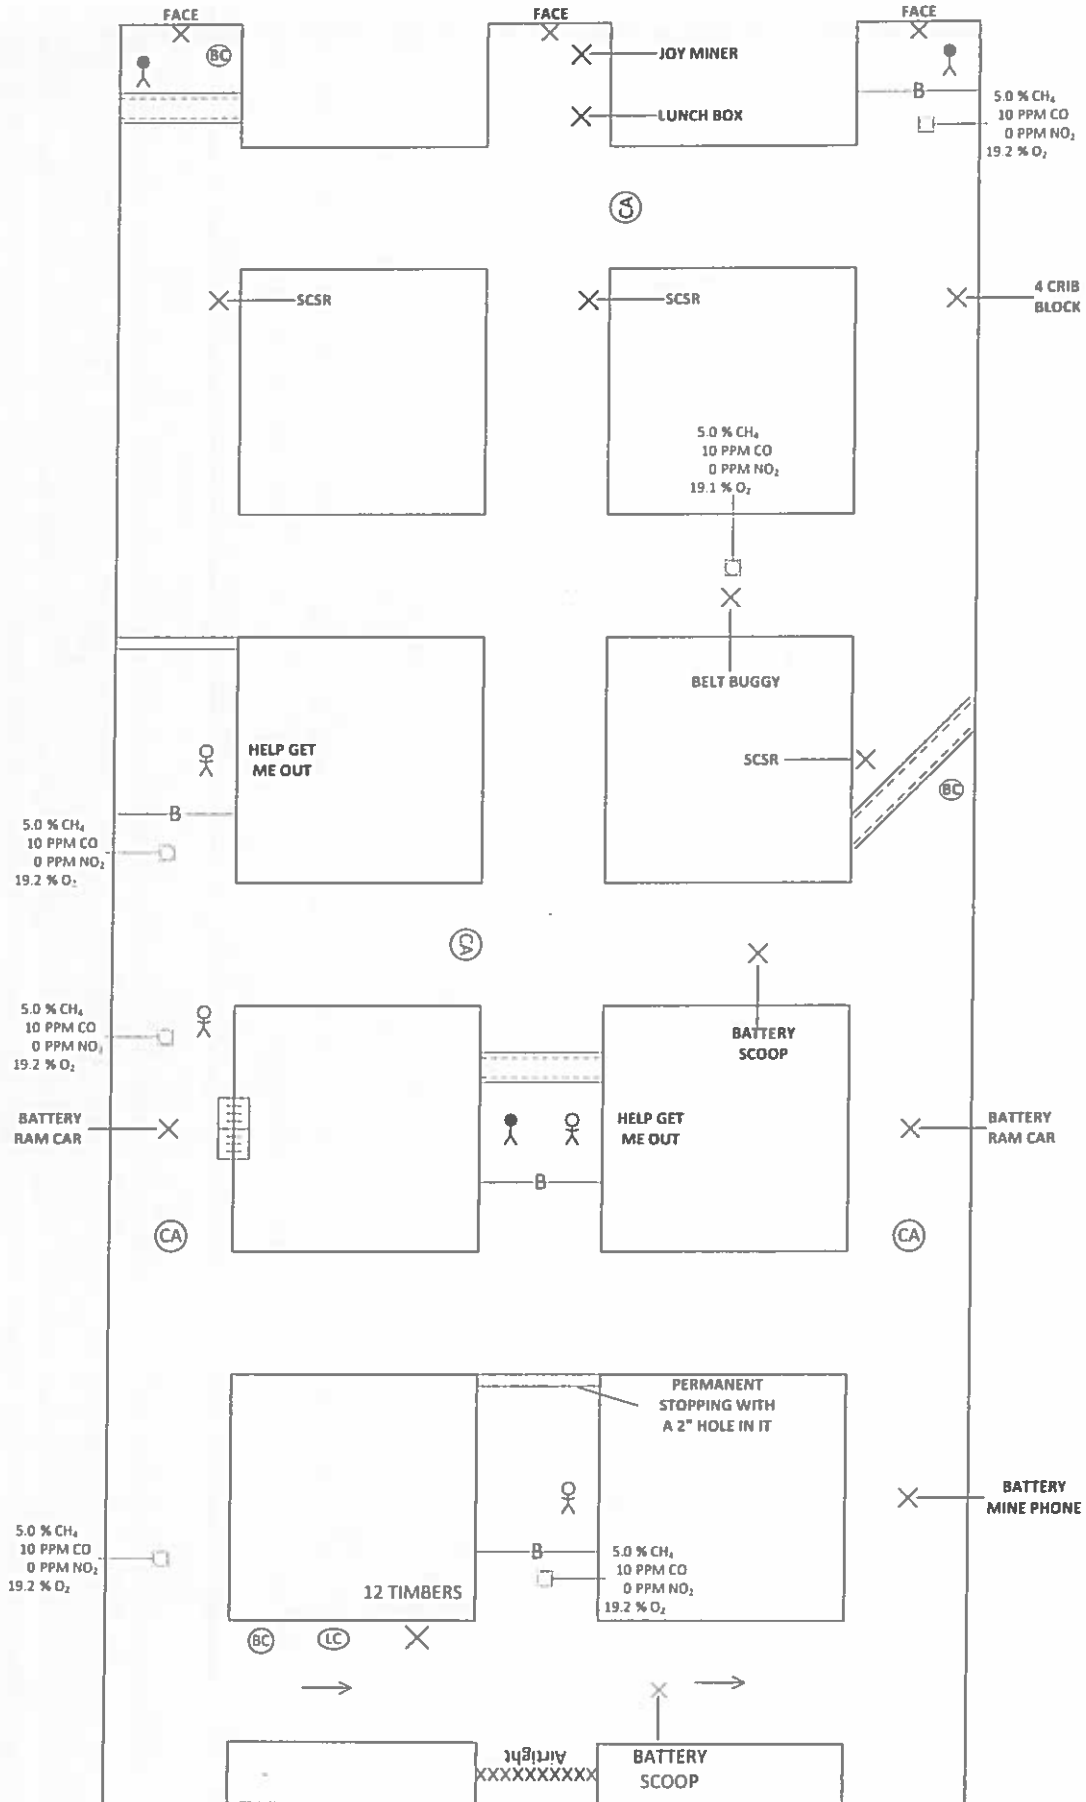 FACE
FACE
FACE
BC
JOY MINER
LUNCH BOX
B
5.0 % CH₄
10 PPM CO
0 PPM NO₂
19.2 % O₂
CA
SCSR
SCSR
4 CRIB
BLOCK
5.0 % CH₄
10 PPM CO
0 PPM NO₂
19.1 % O₂
BELT BUGGY
HELP GET
ME OUT
SCSR
BC
B
5.0 % CH₄
10 PPM CO
0 PPM NO₂
19.2 % O₂
CA
5.0 % CH₄
10 PPM CO
0 PPM NO₂
19.2 % O₂
BATTERY
SCOOP
BATTERY
RAM CAR
HELP GET
ME OUT
BATTERY
RAM CAR
B
CA
CA
PERMANENT
STOPPING WITH
A 2" HOLE IN IT
BATTERY
MINE PHONE
5.0 % CH₄
10 PPM CO
0 PPM NO₂
19.2 % O₂
B
5.0 % CH₄
10 PPM CO
0 PPM NO₂
19.2 % O₂
12 TIMBERS
BC
LC
Airtight
XXXXXXXXXX
BATTERY
SCOOP